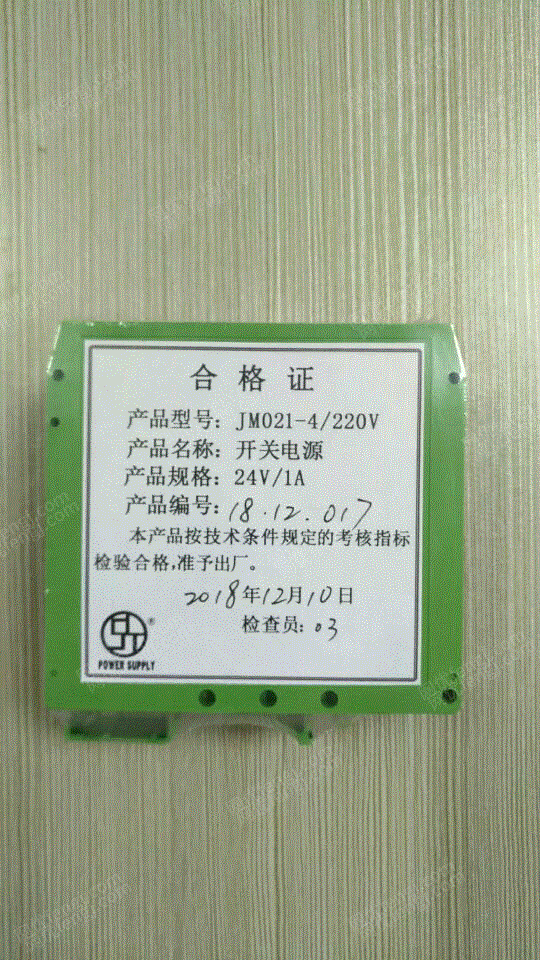 合格证
产品型号：JM021-4/220V
产品名称：开关电源
产品规格：24V/1A
产品编号：18.12.017
本产品按技术条件规定的考核指标
检验合格，准予出厂。
2018年12月10日
检查员：03
®
POWER SUPPLY